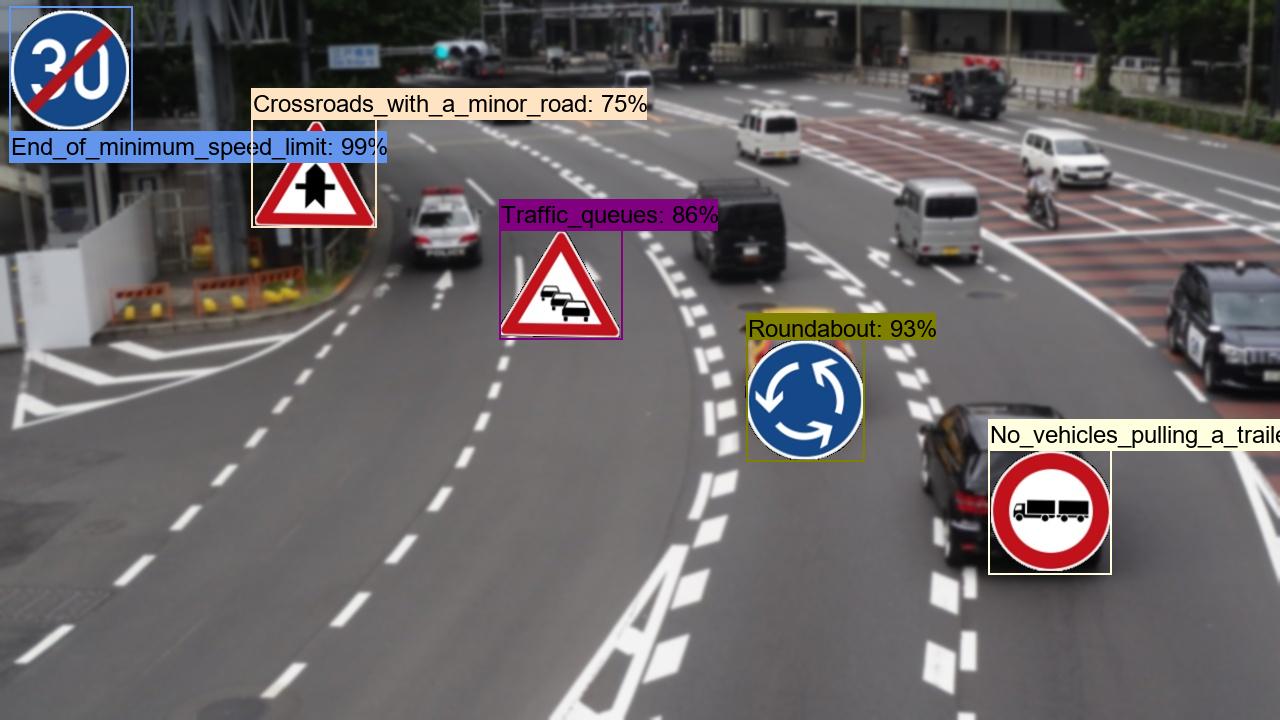 30
Crossroads_with_a_minor_road: 75%
End_of_minimum_speed_limit: 99%
Traffic_queues: 86%
Roundabout: 93%
No_vehicles_pulling_a_traile